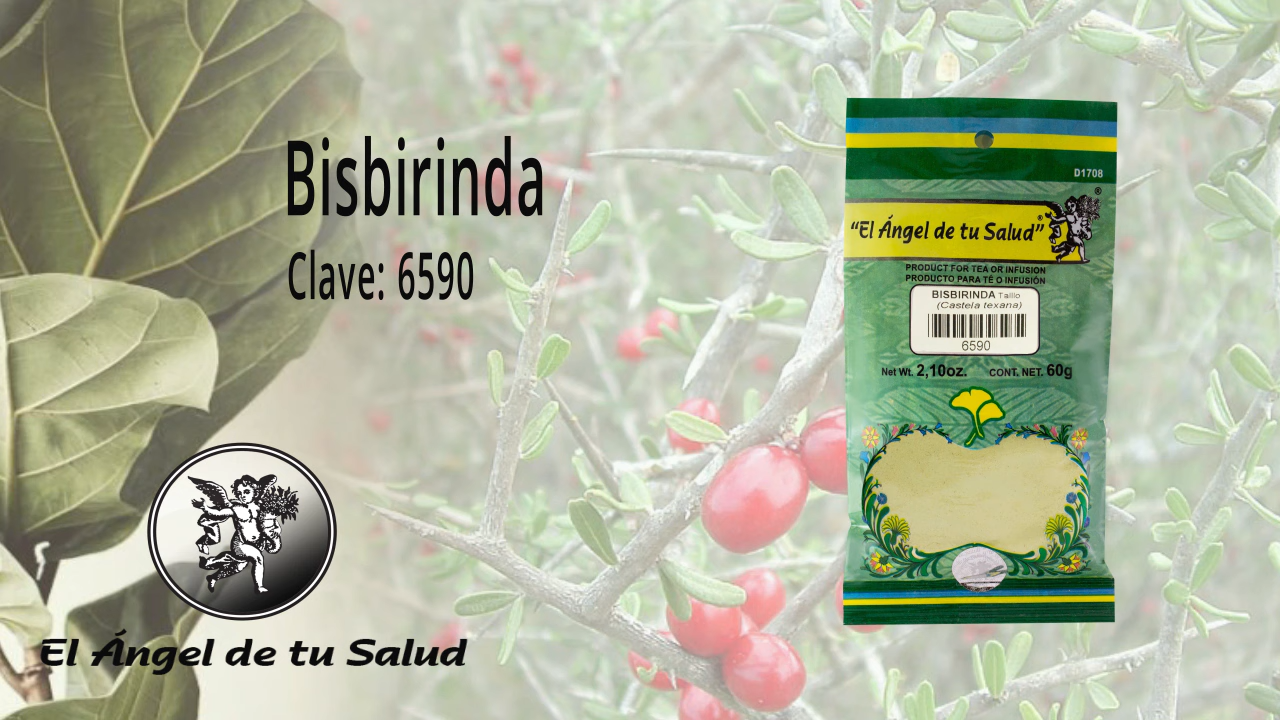 Bisbirinda
Clave: 6590
El Ángel de tu Salud
D1708
®
"El Ángel de tu Salud"®
PRODUCT FOR TEA OR INFUSION
PRODUCTO PARA TÉ O INFUSIÓN
BISBIRINDA Tallo
(Castela texana)
6590
Net Wt. 2,10oz. CONT. NET. 60g